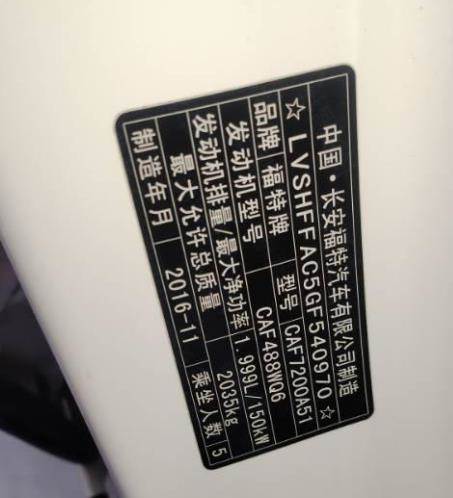 中国·长安福特汽车有限公司制造
☆LVSHFFAC5GF540970☆
品牌 福特牌 型号 CAF7200A51
发动机型号 CAF488WQ6
发动机排量/最大净功率 1.999L/150kW
最大允许总质量 2035kg
制造年月 2016-11 乘坐人数 5